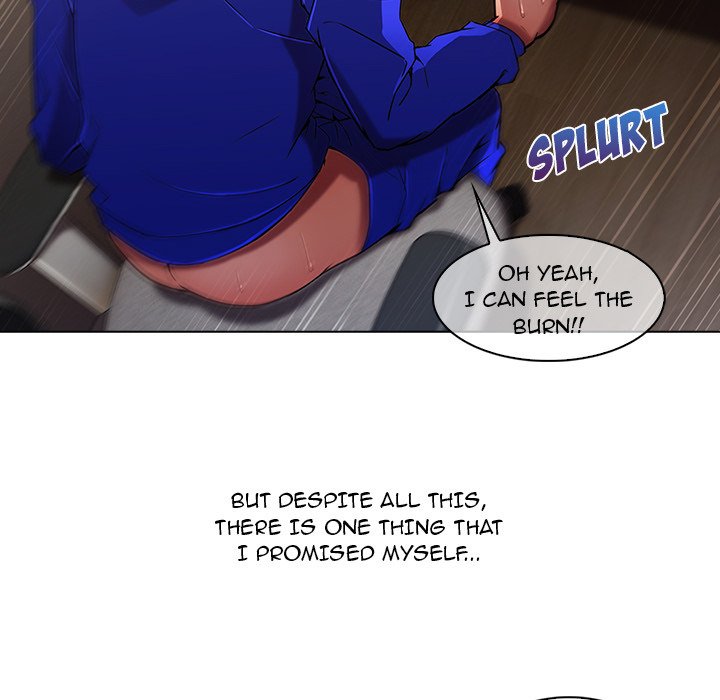 SPLURT
OH YEAH,
I CAN FEEL THE
BURN!!
BUT DESPITE ALL THIS,
THERE IS ONE THING THAT
I PROMISED MYSELF...